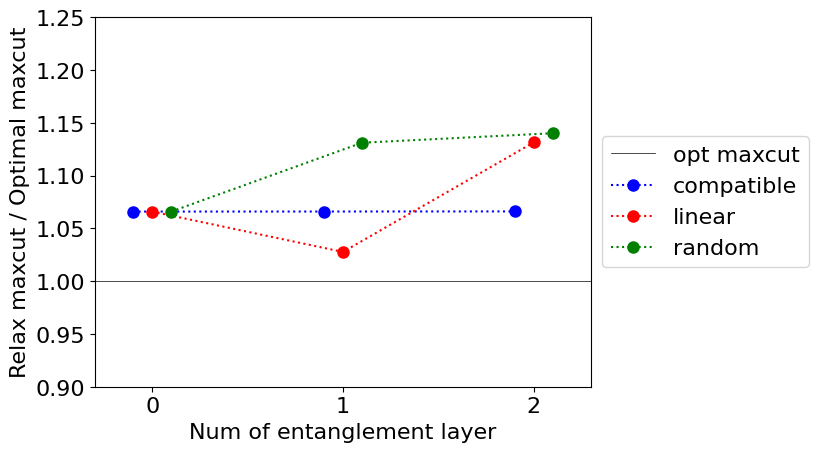 Relax maxcut / Optimal maxcut
1.25
1.20
1.15
1.10
1.05
1.00
0.95
0.90
0
1
2
Num of entanglement layer
opt maxcut
compatible
linear
random